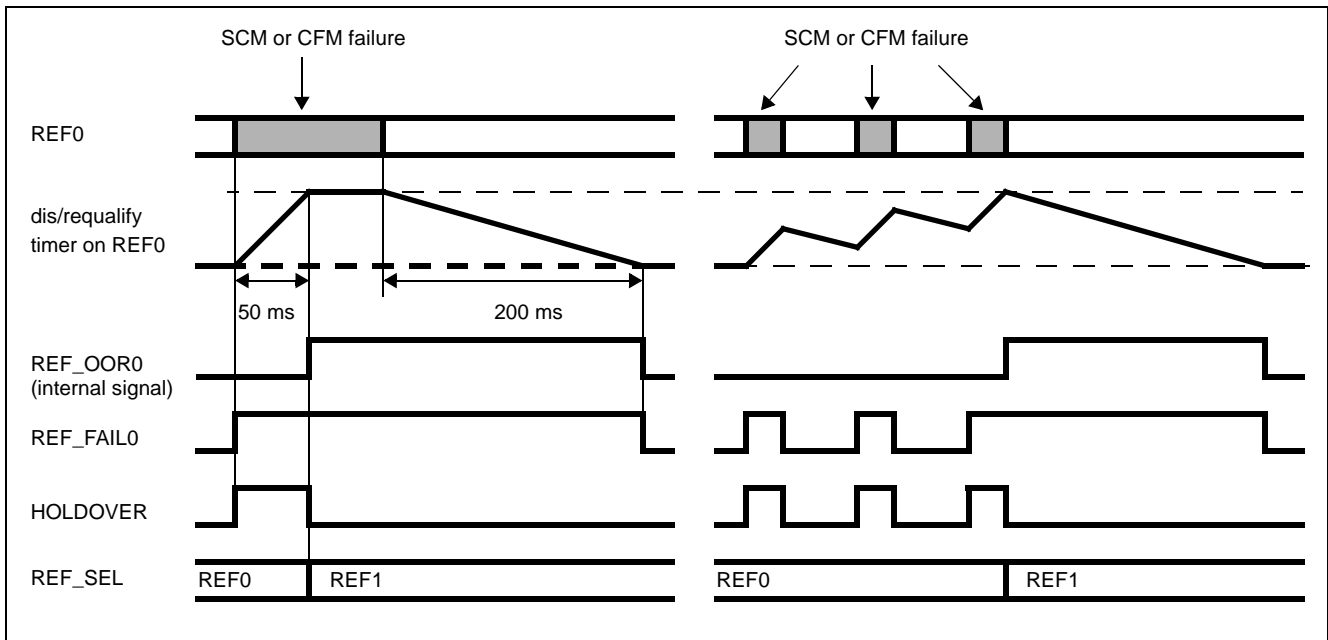 SCM or CFM failure
SCM or CFM failure
REF0
dis/requalify
timer on REF0
50 ms
200 ms
REF_OOR0
(internal signal)
REF_FAIL0
HOLDOVER
REF_SEL
REF0
REF1
REF0
REF1